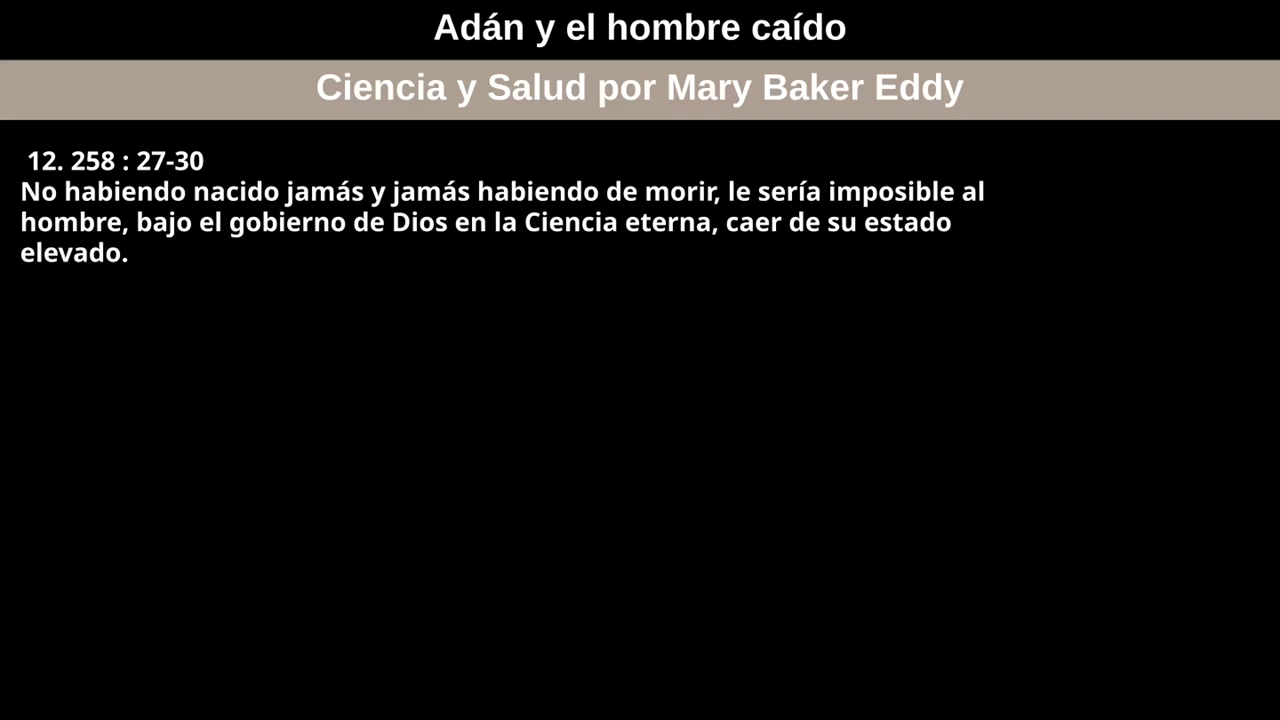 Adán y el hombre caído
Ciencia y Salud por Mary Baker Eddy
12. 258 : 27-30
No habiendo nacido jamás y jamás habiendo de morir, le sería imposible al
hombre, bajo el gobierno de Dios en la Ciencia eterna, caer de su estado
elevado.